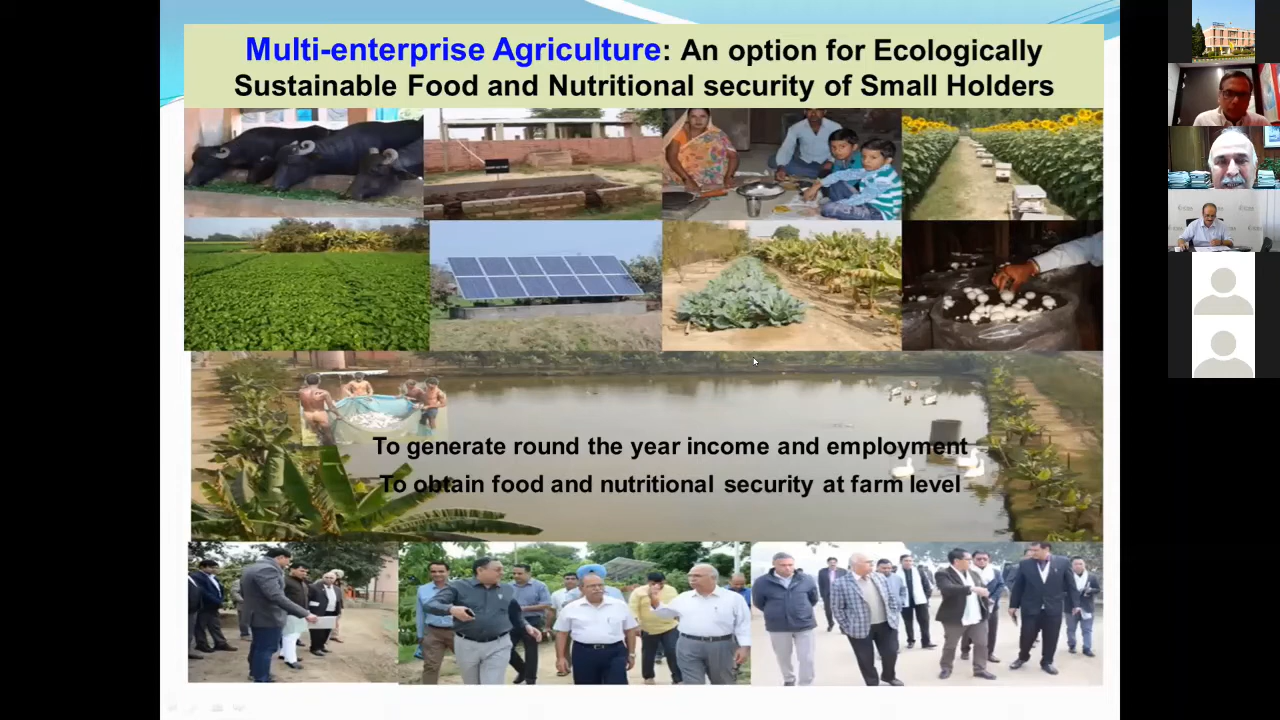 Multi-enterprise Agriculture: An option for Ecologically
Sustainable Food and Nutritional security of Small Holders
To generate round the year income and employment
To obtain food and nutritional security at farm level